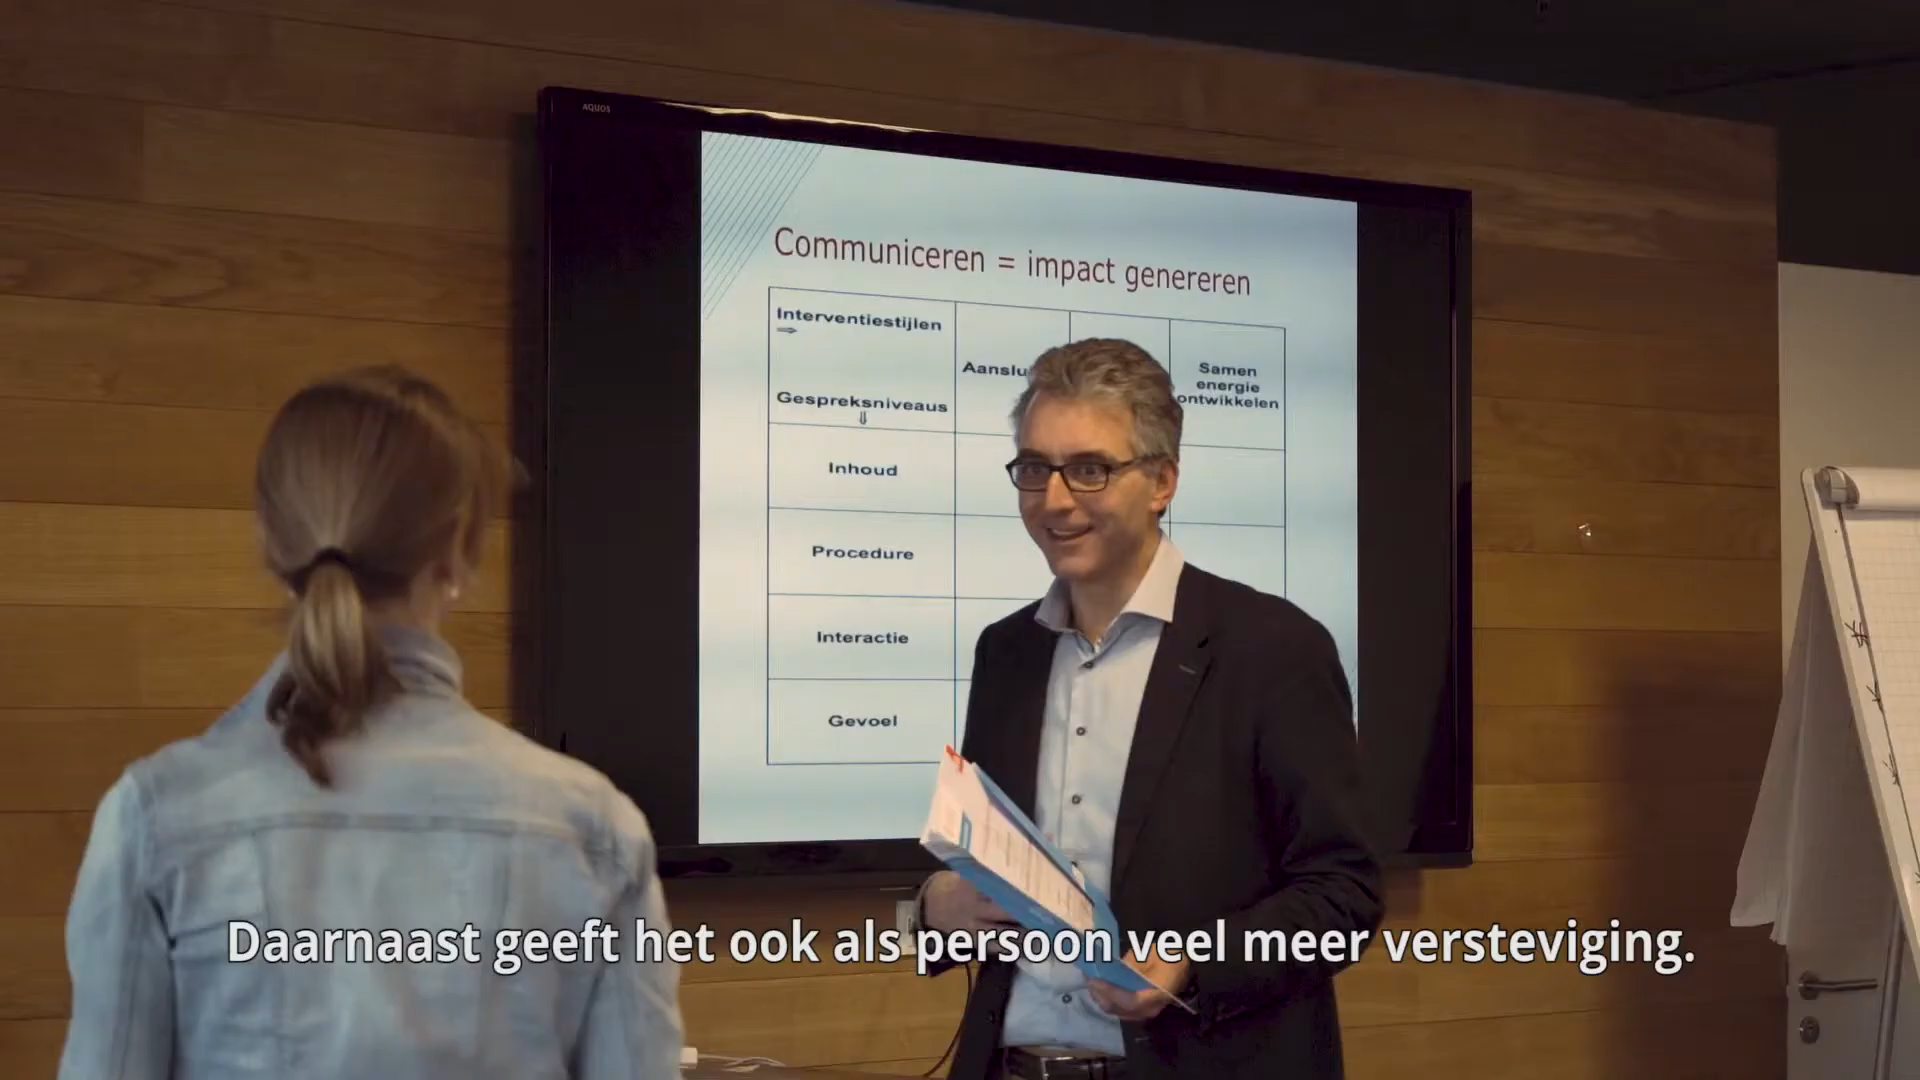 AQUOS
Communiceren = impact genereren
Interventiestijlen
⇒
Gespreksniveaus
⇓
Samen
energie
ontwikkelen
Inhoud
Procedure
Interactie
Gevoel
Daarnaast geeft het ook als persoon veel meer versteviging.